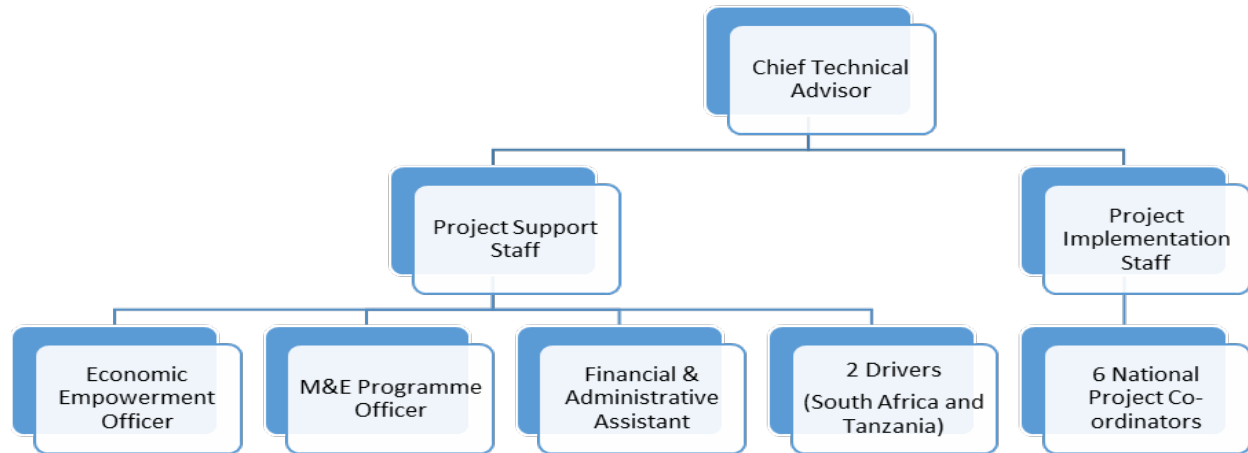 Chief Technical
Advisor
Project Support
Staff
Project
Implementation
Staff
Economic
Empowerment
Officer
M&E Programme
Officer
Financial &
Administrative
Assistant
2 Drivers
(South Africa and
Tanzania)
6 National
Project Co-
ordinators